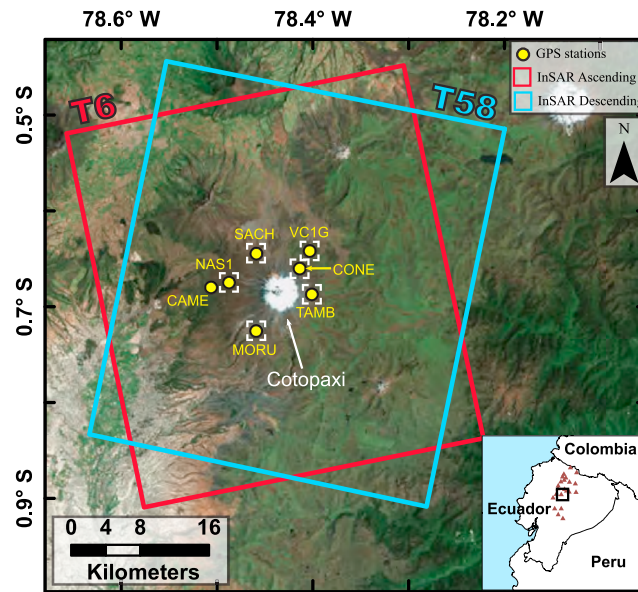 78.6° W
78.4° W
78.2° W
GPS stations
InSAR Ascending
InSAR Descending
T6
T58
N
0.5° S
SACH
VC1G
NAS1
CONE
CAME
TAMB
0.7° S
MORU
Cotopaxi
Colombia
Ecuador
Peru
0.9° S
0 4 8 16
Kilometers